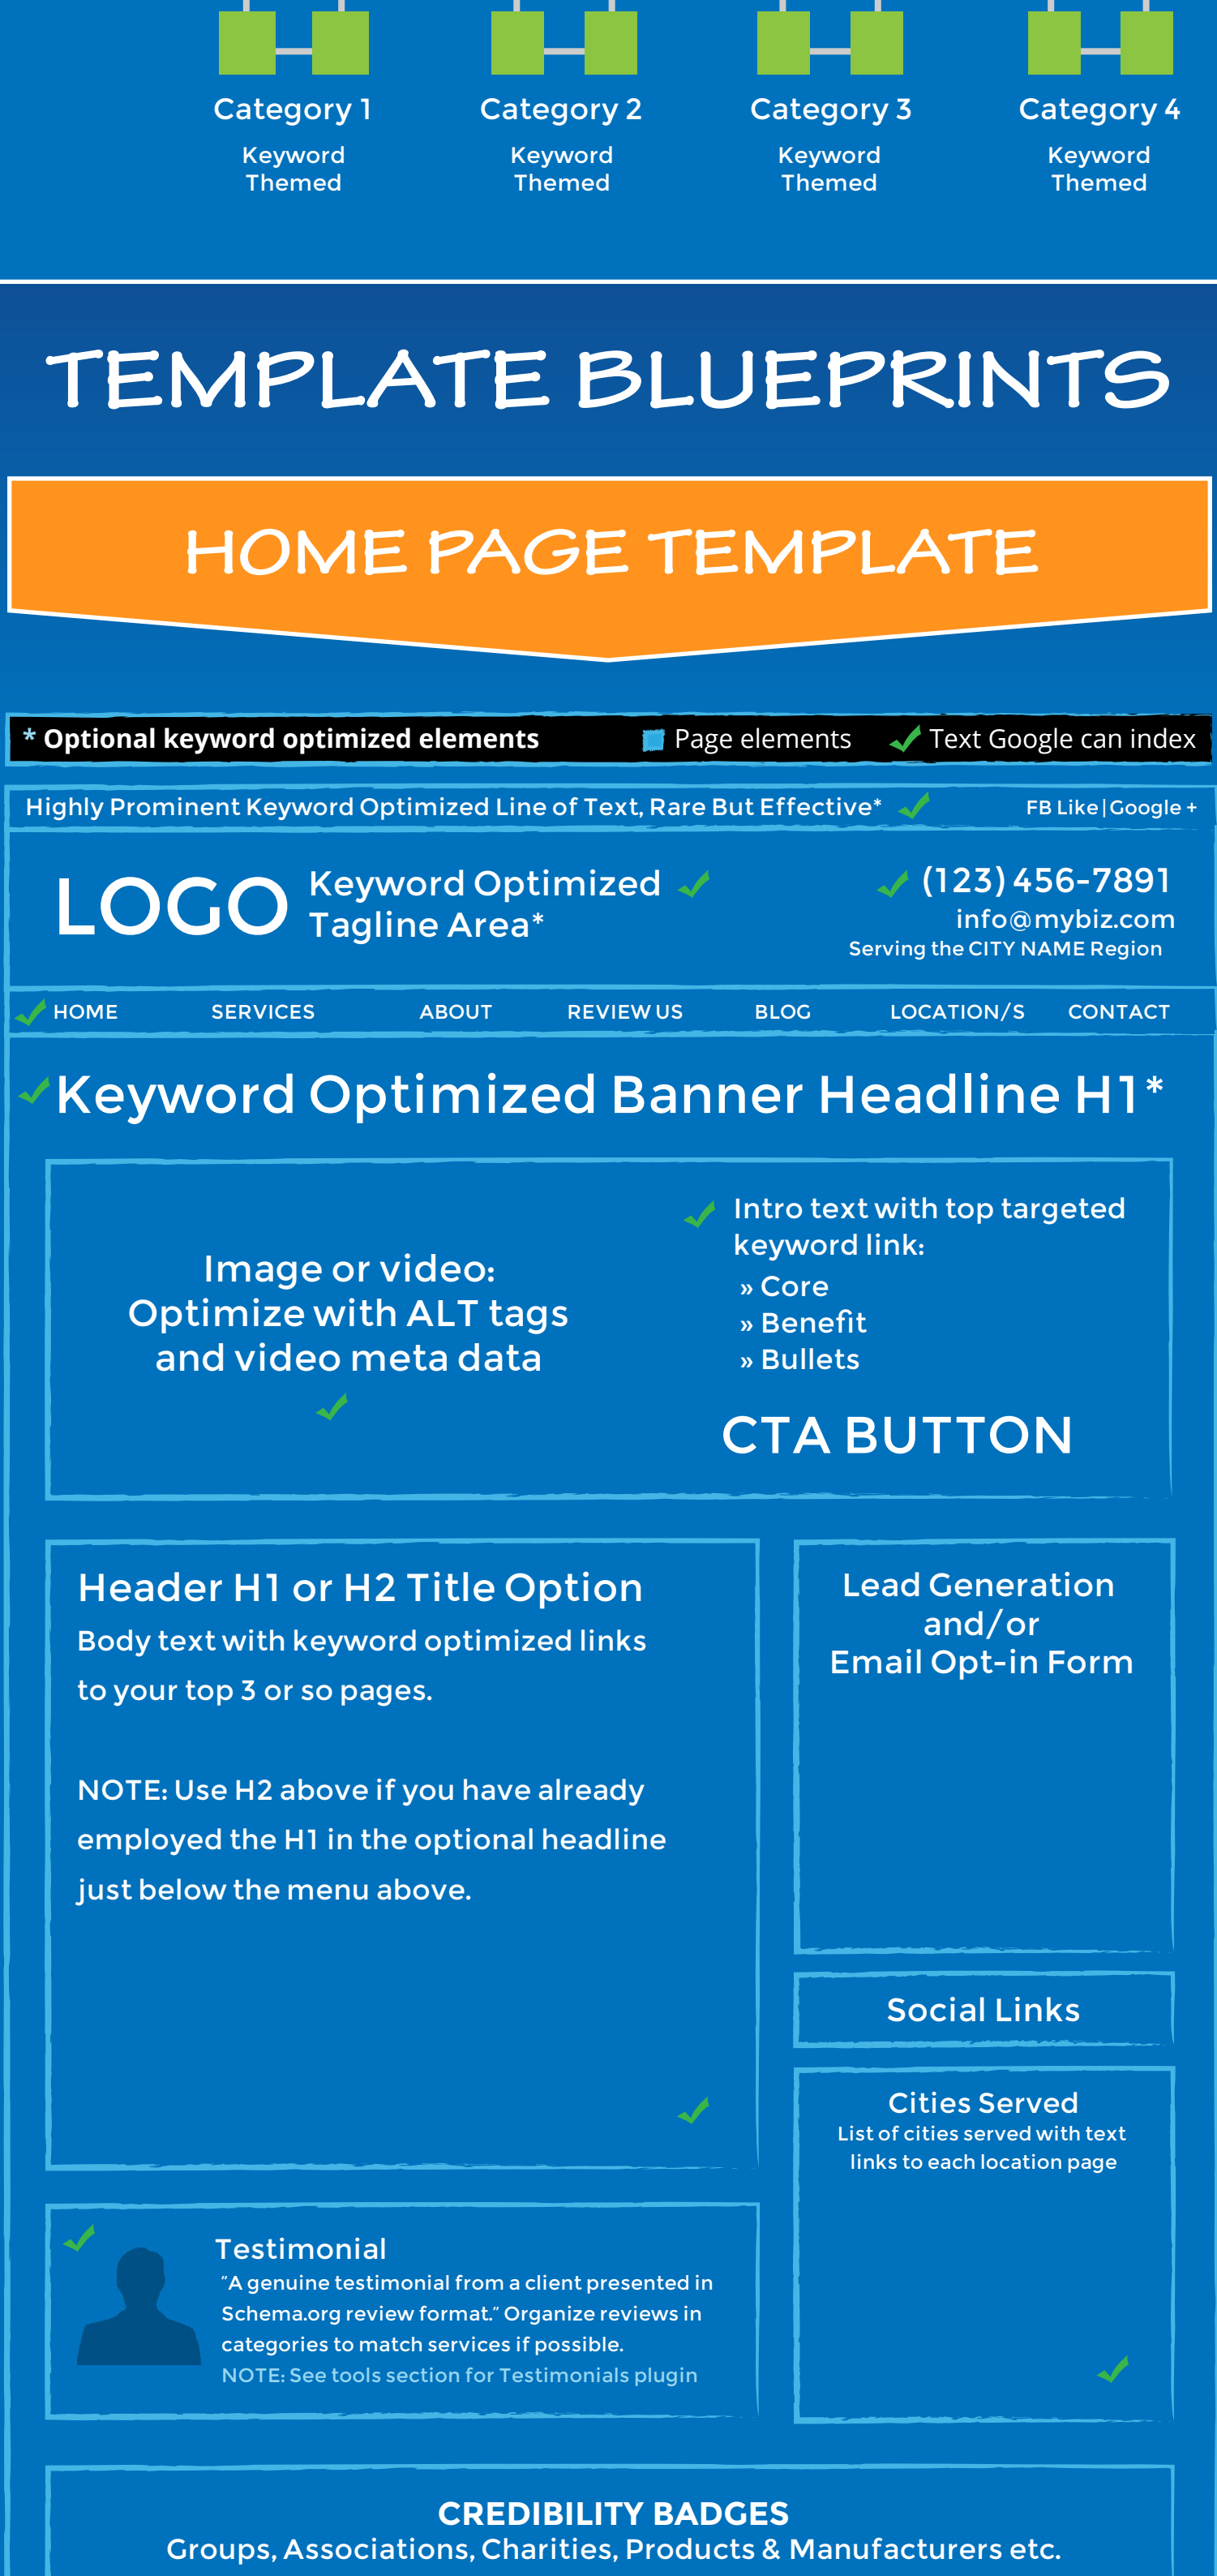 Category 1
Category 2
Category 3
Category 4
Keyword
Themed
Keyword
Themed
Keyword
Themed
Keyword
Themed
TEMPLATE BLUEPRINTS
HOME PAGE TEMPLATE
* Optional keyword optimized elements
Page elements
Text Google can index
Highly Prominent Keyword Optimized Line of Text, Rare But Effective*
FB Like|Google +
LOGO
Keyword Optimized
Tagline Area*
(123) 456-7891
info@mybiz.com
Serving the CITY NAME Region
HOME
SERVICES
ABOUT
REVIEW US
BLOG
LOCATION/S
CONTACT
Keyword Optimized Banner Headline H1*
Image or video:
Optimize with ALT tags
and video meta data
Intro text with top targeted
keyword link:
» Core
» Benefit
» Bullets
CTA BUTTON
Header H1 or H2 Title Option
Body text with keyword optimized links
to your top 3 or so pages.
NOTE: Use H2 above if you have already
employed the H1 in the optional headline
just below the menu above.
Lead Generation
and/or
Email Opt-in Form
Social Links
Cities Served
List of cities served with text
links to each location page
Testimonial
"A genuine testimonial from a client presented in
Schema.org review format." Organize reviews in
categories to match services if possible.
NOTE: See tools section for Testimonials plugin
CREDIBILITY BADGES
Groups, Associations, Charities, Products & Manufacturers etc.